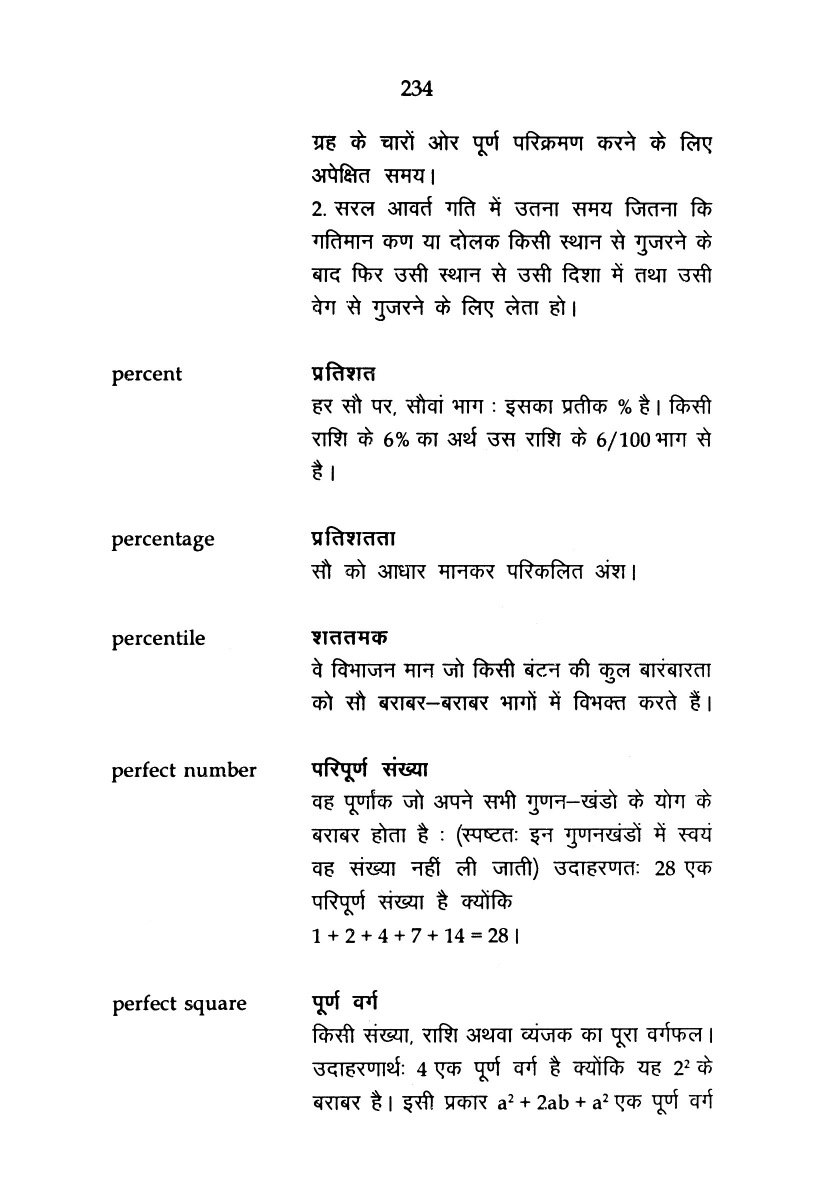 234
ग्रह के चारों ओर पूर्ण परिक्रमण करने के लिए
अपेक्षित समय।
2. सरल आवर्त गति में उतना समय जितना कि
गतिमान कण या दोलक किसी स्थान से गुजरने के
बाद फिर उसी स्थान से उसी दिशा में तथा उसी
वेग से गुजरने के लिए लेता हो।
percent प्रतिशत
हर सौ पर, सौवां भाग : इसका प्रतीक % है। किसी
राशि के 6% का अर्थ उस राशि के 6/100 भाग से
है।
percentage प्रतिशतता
सौ को आधार मानकर परिकलित अंश।
percentile शततमक
वे विभाजन मान जो किसी बंटन की कुल बारंबारता
को सौ बराबर–बराबर भागों में विभक्त करते हैं।
perfect number परिपूर्ण संख्या
वह पूर्णांक जो अपने सभी गुणन–खंडो के योग के
बराबर होता है : (स्पष्टतः इन गुणनखंडों में स्वयं
वह संख्या नहीं ली जाती) उदाहरणतः 28 एक
परिपूर्ण संख्या है क्योंकि
1 + 2 + 4 + 7 + 14 = 28।
perfect square पूर्ण वर्ग
किसी संख्या, राशि अथवा व्यंजक का पूरा वर्गफल।
उदाहरणार्थः 4 एक पूर्ण वर्ग है क्योंकि यह 2² के
बराबर है। इसी प्रकार a² + 2ab + a² एक पूर्ण वर्ग